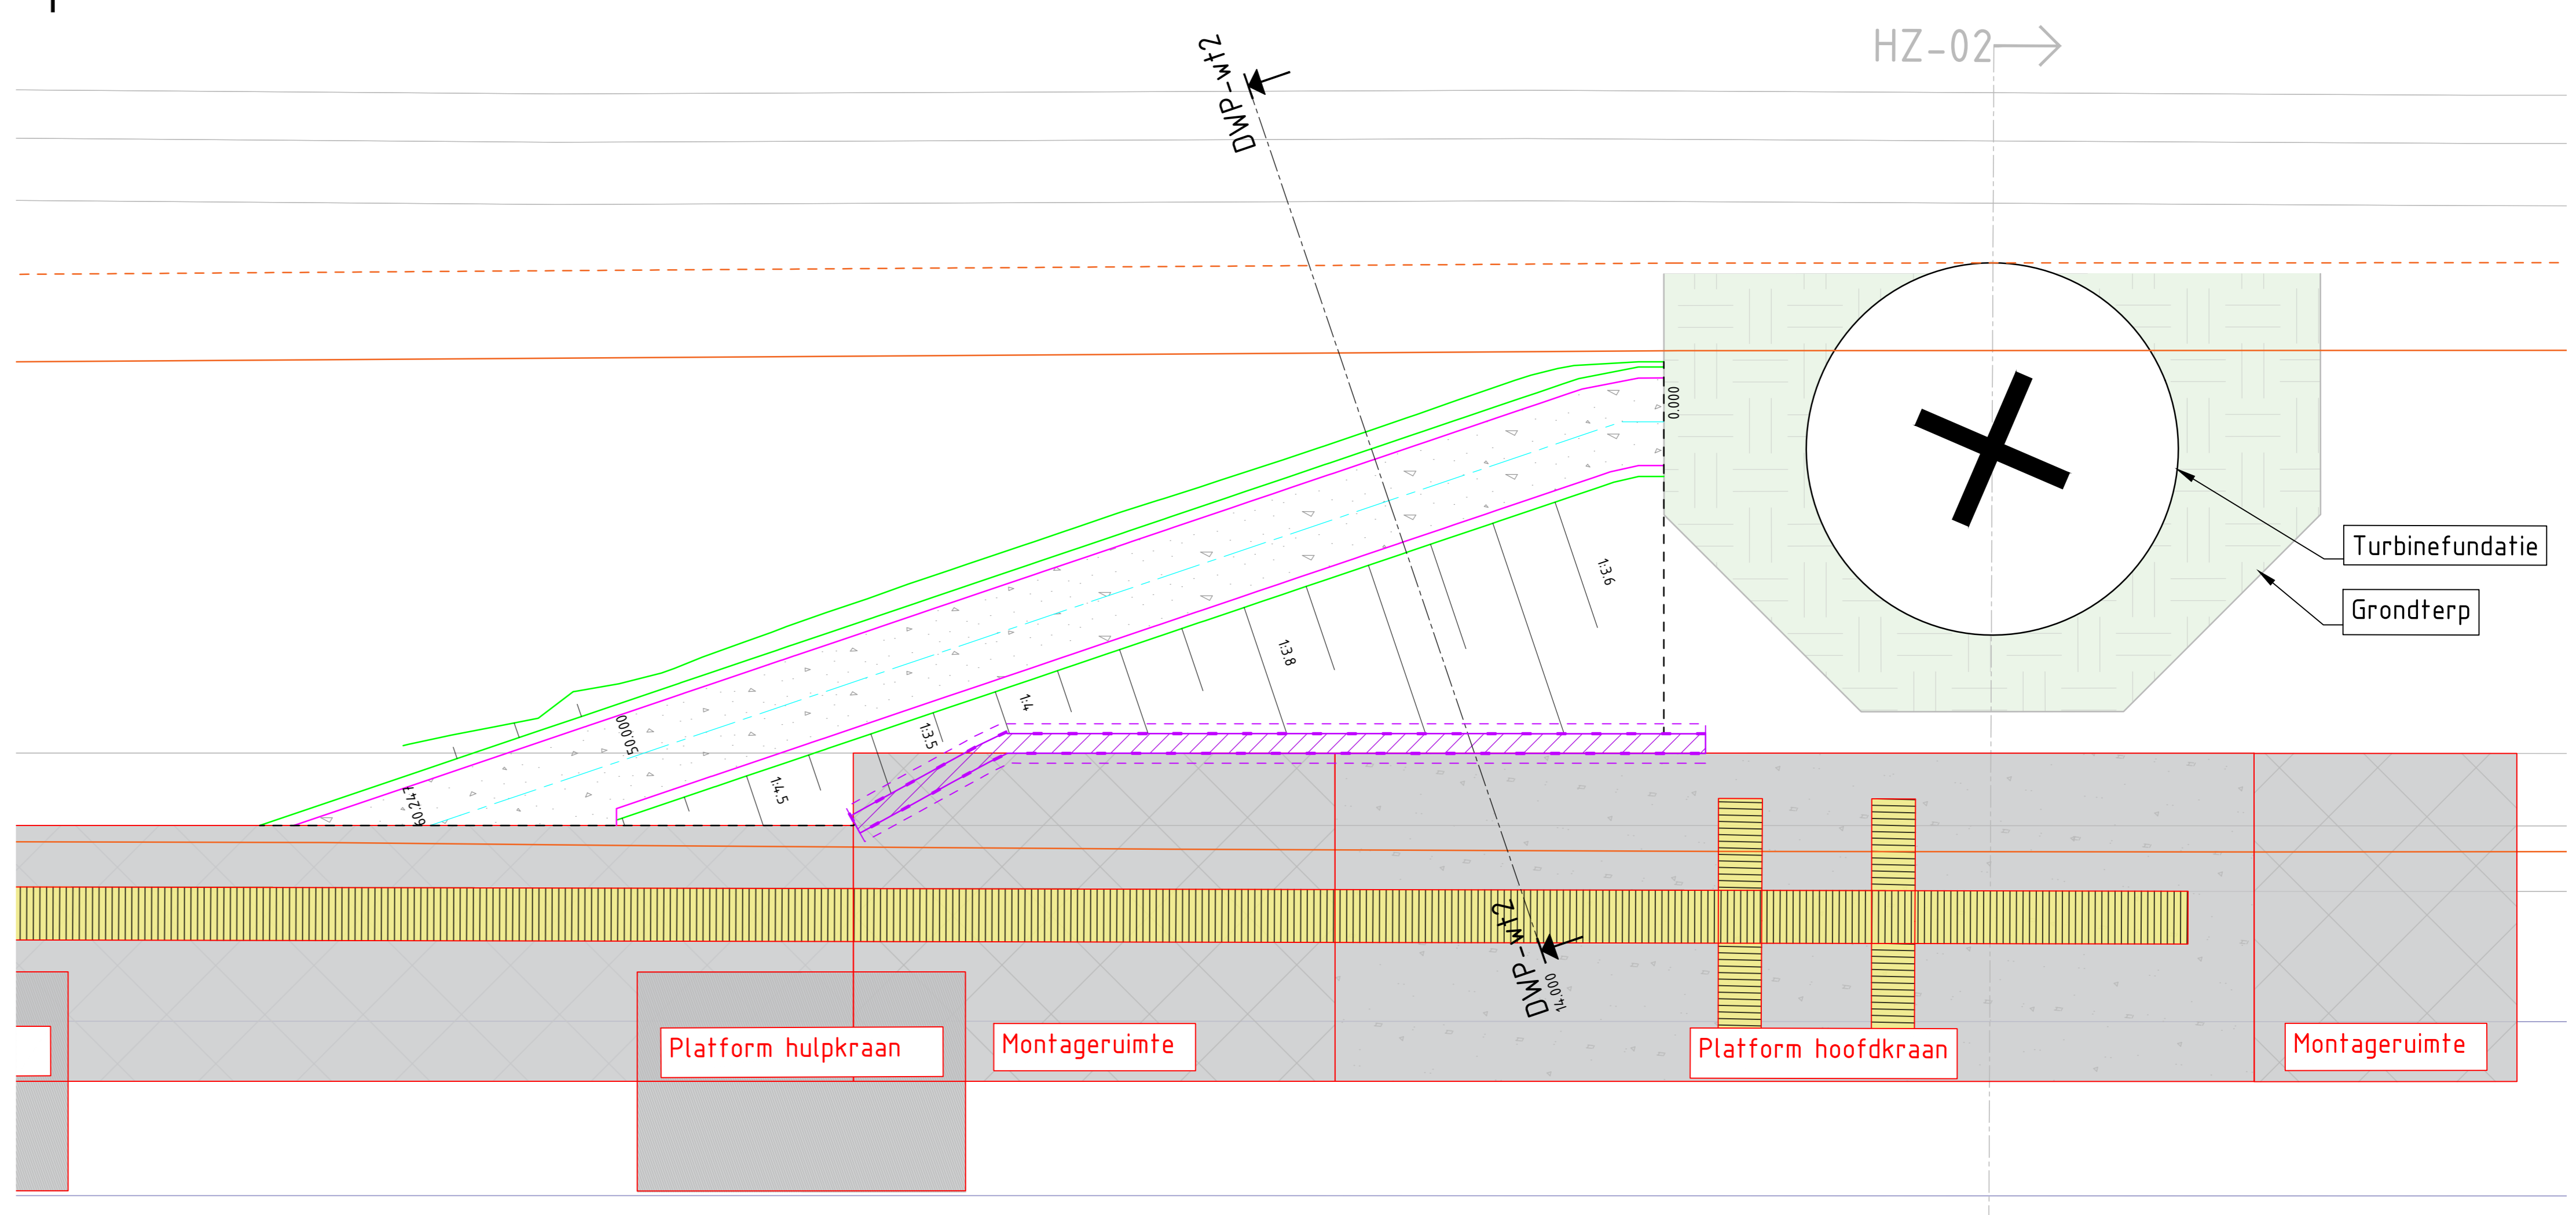 HZ-02
DWP-wt2
0.000
1:3.6
Turbinefundatie
Grondterp
1:3.8
1:4
50.000
1:3.5
1:4.5
60.247
DWP-wt2
14.000
Platform hulpkraan
Montageruimte
Platform hoofdkraan
Montageruimte